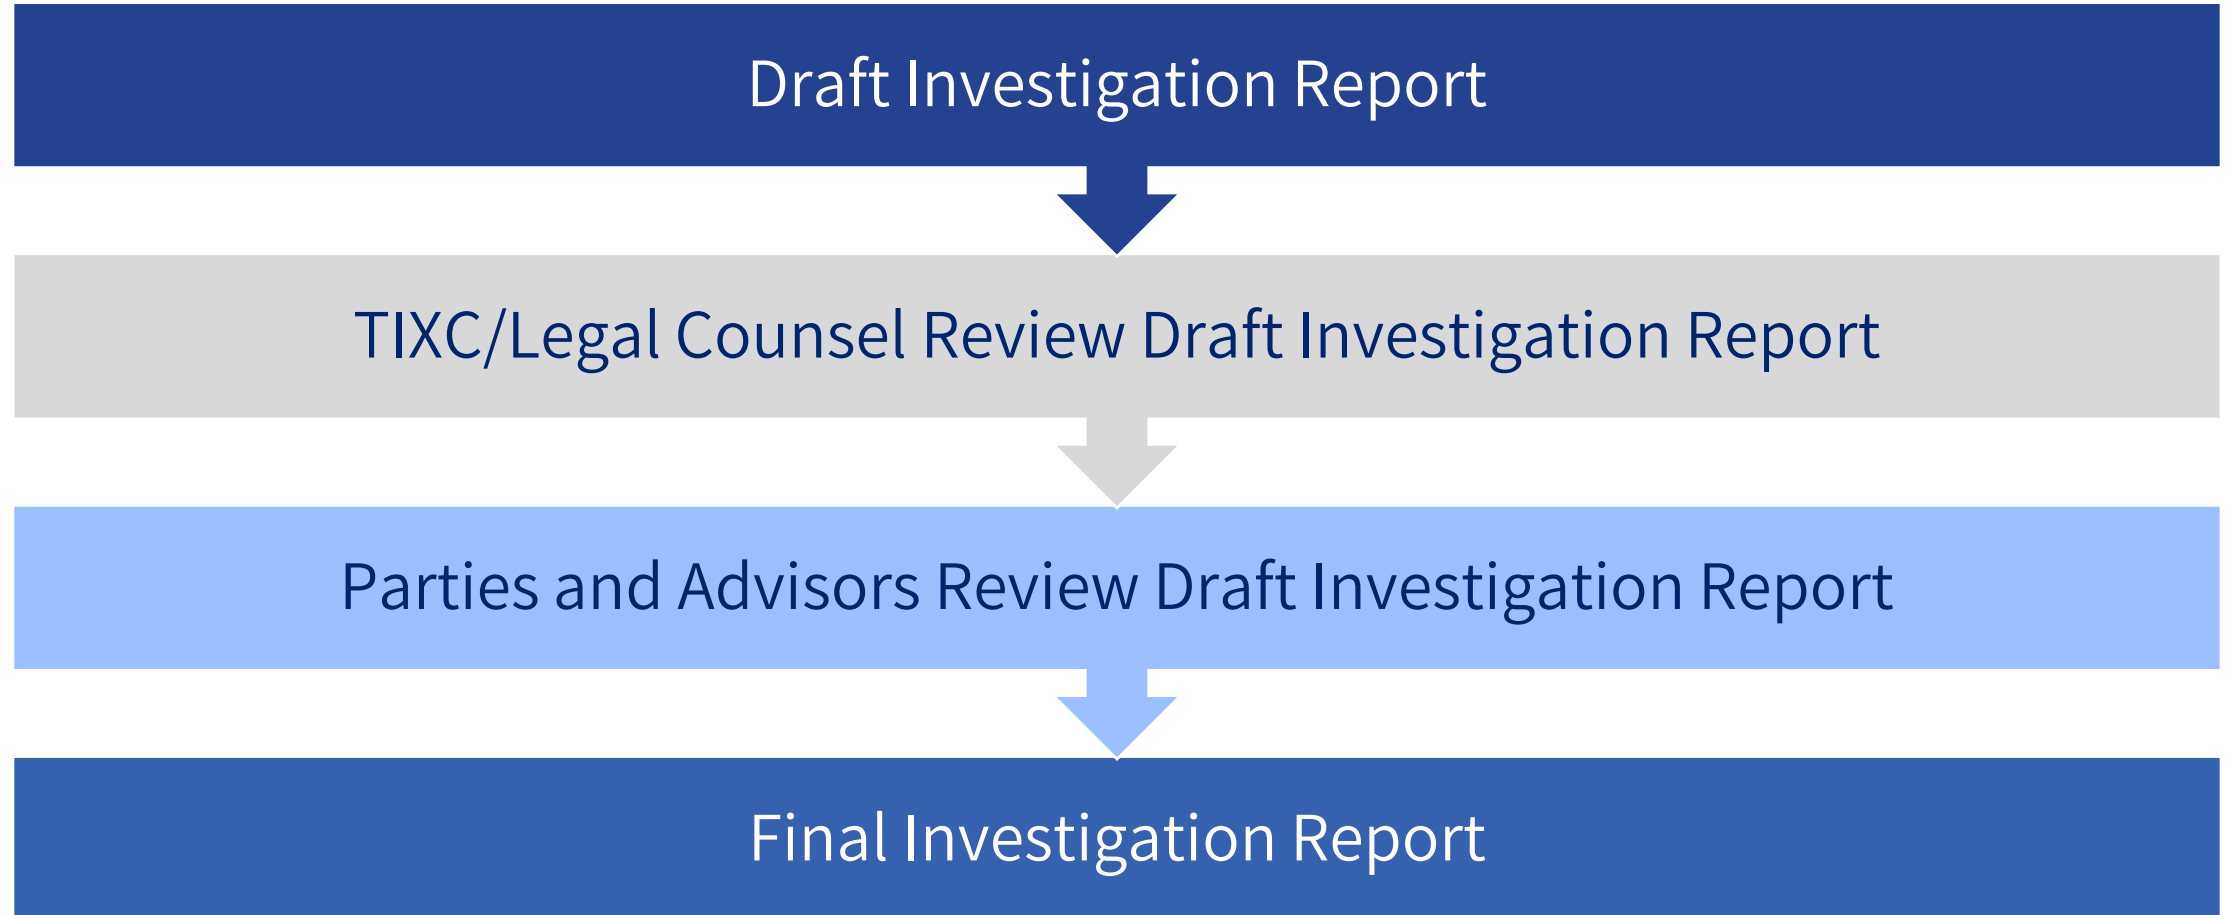 Draft Investigation Report
TIXC/Legal Counsel Review Draft Investigation Report
Parties and Advisors Review Draft Investigation Report
Final Investigation Report